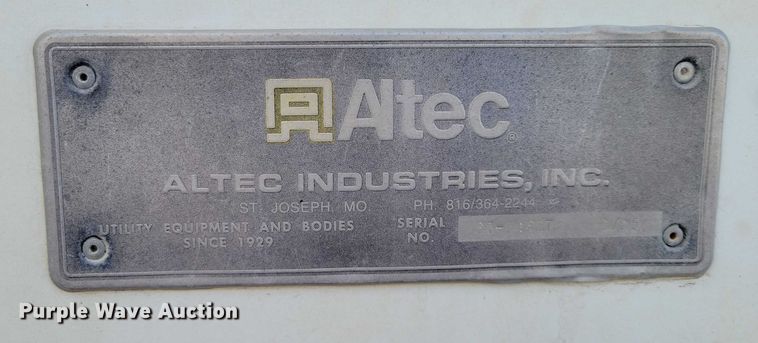 Altec®
ALTEC INDUSTRIES, INC.
ST. JOSEPH, MO. PH. 816/364-2244
UTILITY EQUIPMENT AND BODIES
SINCE 1929
SERIAL
NO.
Purple Wave Auction